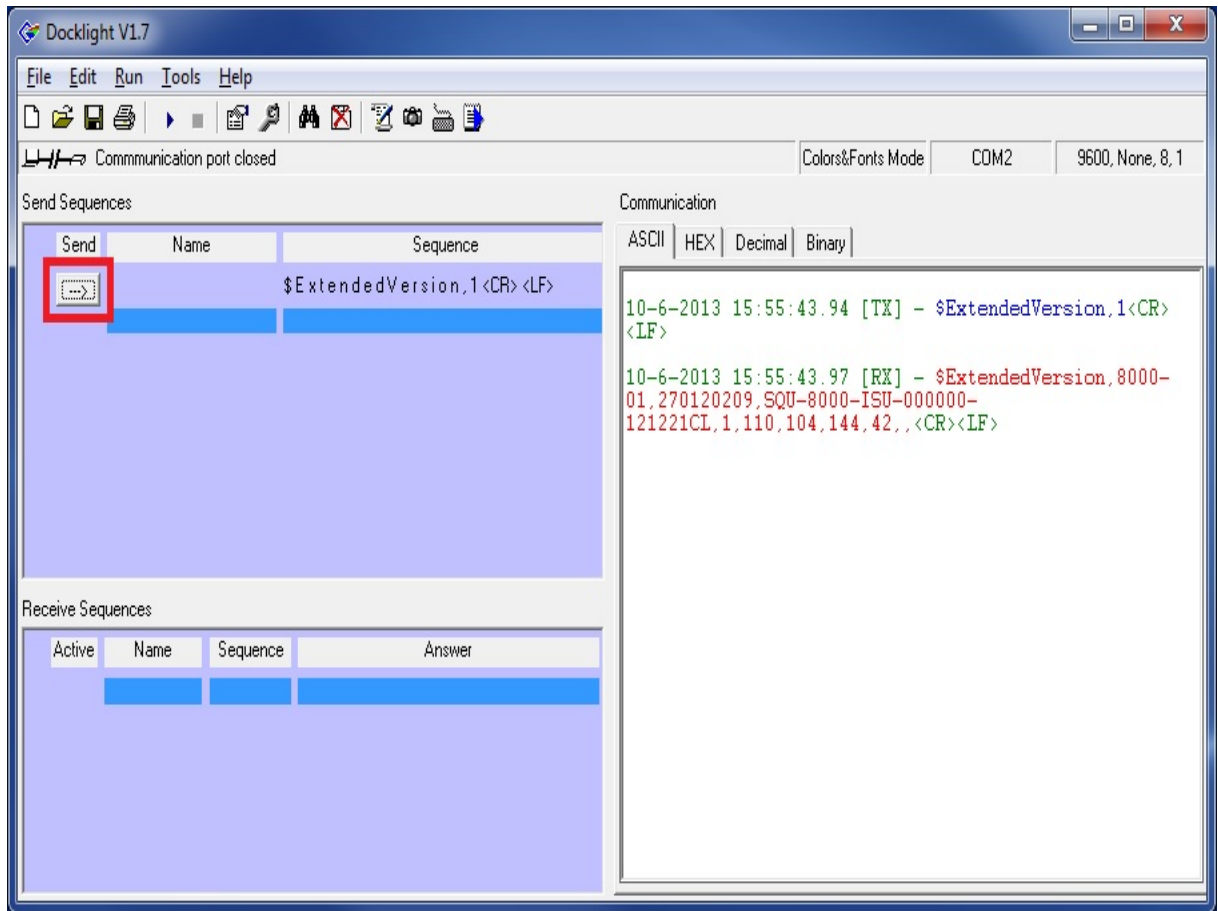 Docklight V1.7
File Edit Run Tools Help
Commmunication port closed
Colors&Fonts Mode
COM2
9600, None, 8, 1
Send Sequences
Send
Name
Sequence
--->
$ExtendedVersion,1<CR><LF>
Receive Sequences
Active
Name
Sequence
Answer
Communication
ASCII
HEX
Decimal
Binary
10-6-2013 15:55:43.94 [TX] - $ExtendedVersion,1<CR>
<LF>
10-6-2013 15:55:43.97 [RX] - $ExtendedVersion,8000-
01,270120209,SQU-8000-ISU-000000-
121221CL,1,110,104,144,42,,<CR><LF>